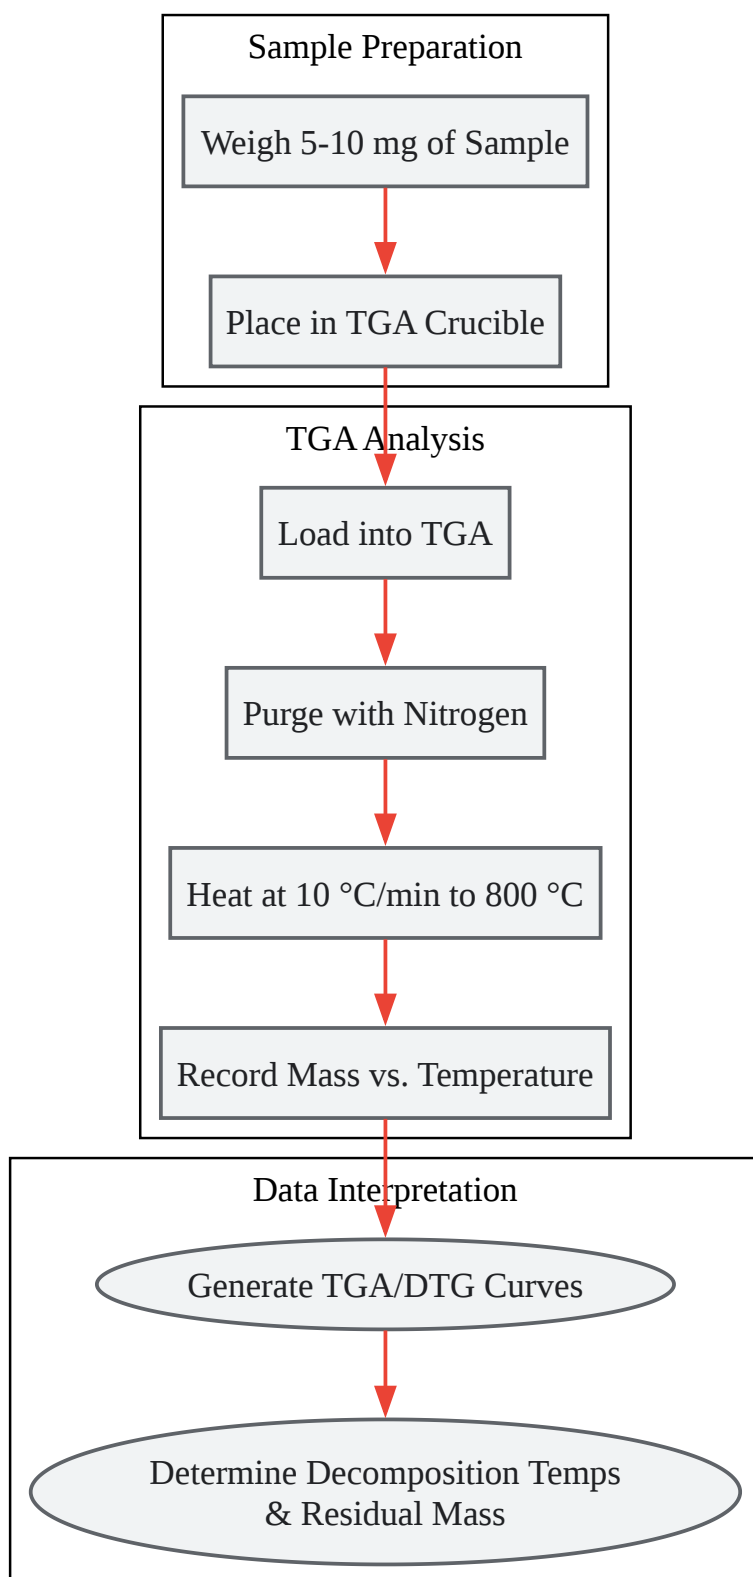 Sample Preparation
Weigh 5-10 mg of Sample
Place in TGA Crucible
TGA Analysis
Load into TGA
Purge with Nitrogen
Heat at 10 °C/min to 800 °C
Record Mass vs. Temperature
Data Interpretation
Generate TGA/DTG Curves
Determine Decomposition Temps
& Residual Mass